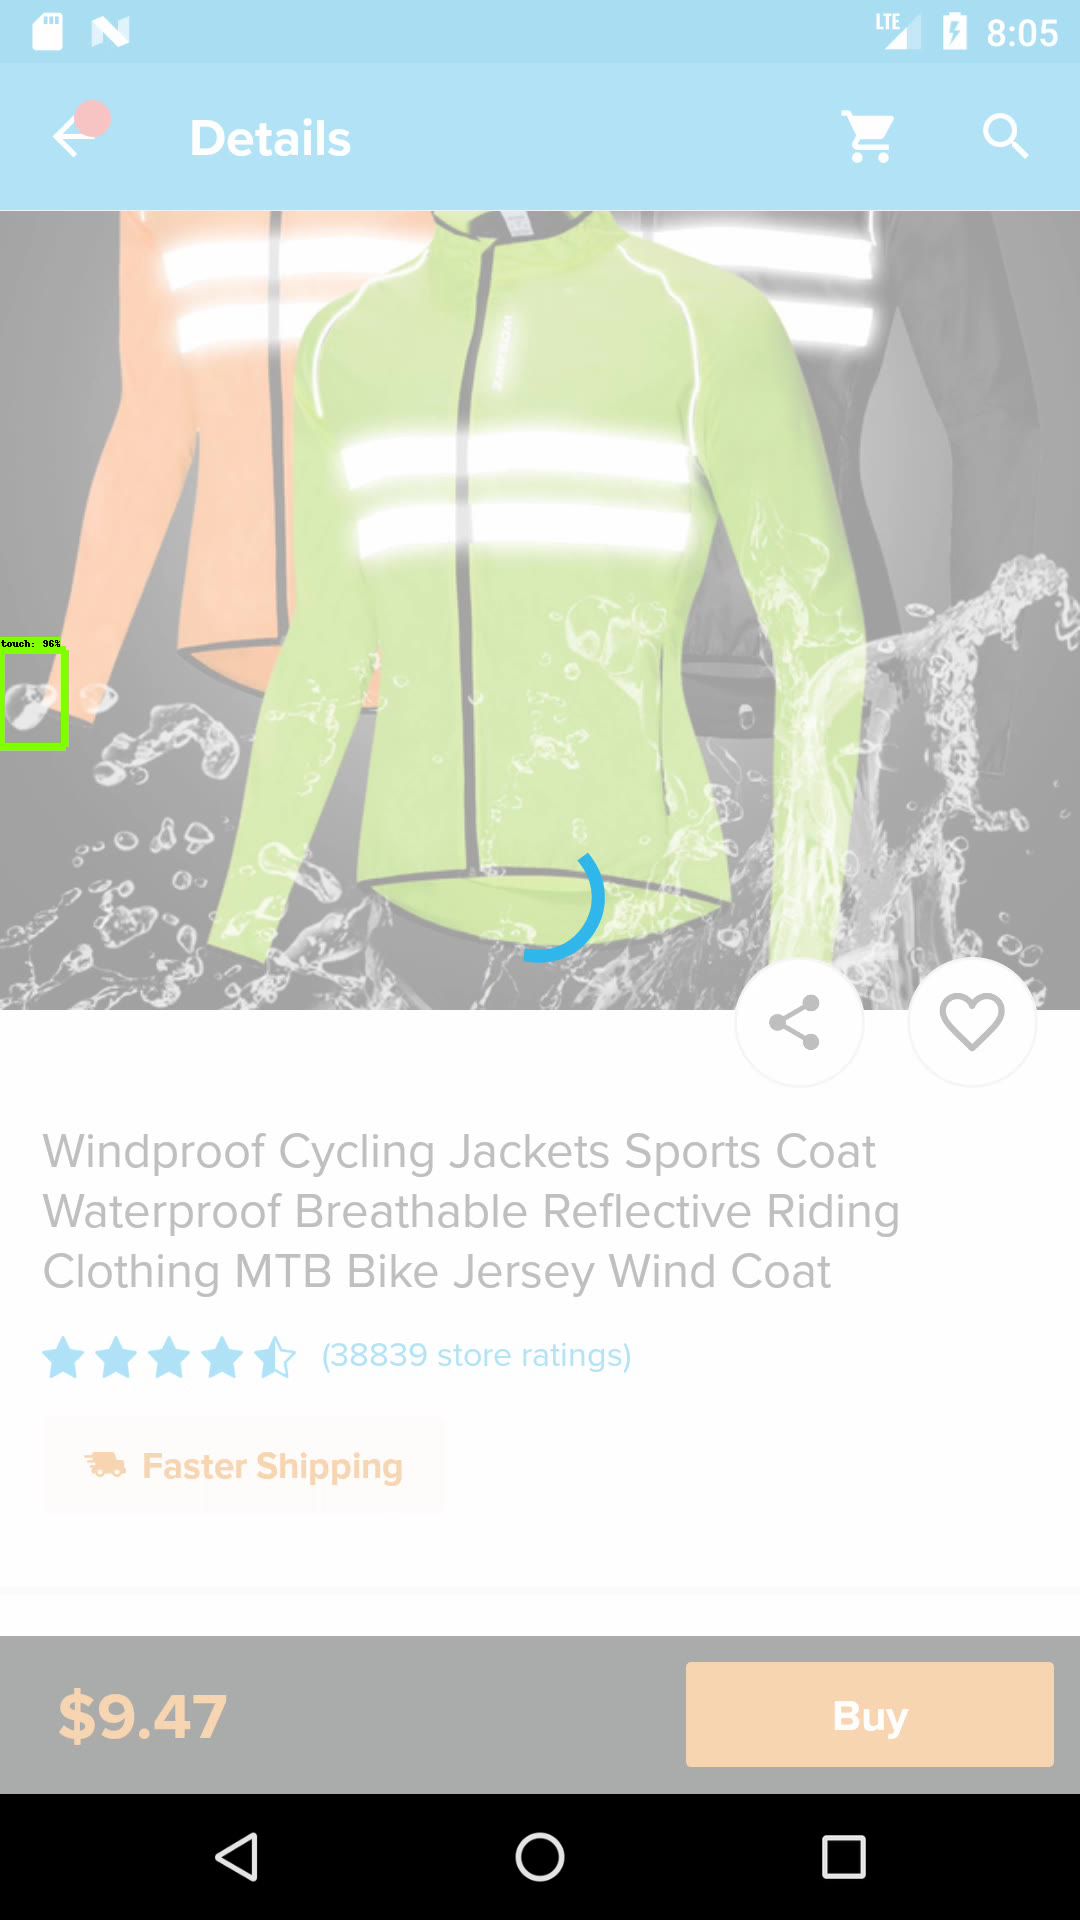 LTE 8:05
Details
touch: 96%
Windproof Cycling Jackets Sports Coat
Waterproof Breathable Reflective Riding
Clothing MTB Bike Jersey Wind Coat
(38839 store ratings)
Faster Shipping
$9.47
Buy